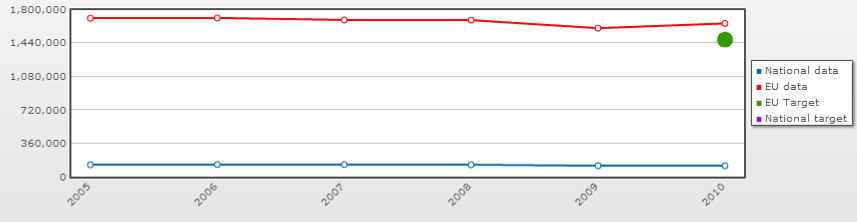 1,800,000
1,440,000
1,080,000
720,000
360,000
0
2005 2006 2007 2008 2009 2010
National data
EU data
EU Target
National target